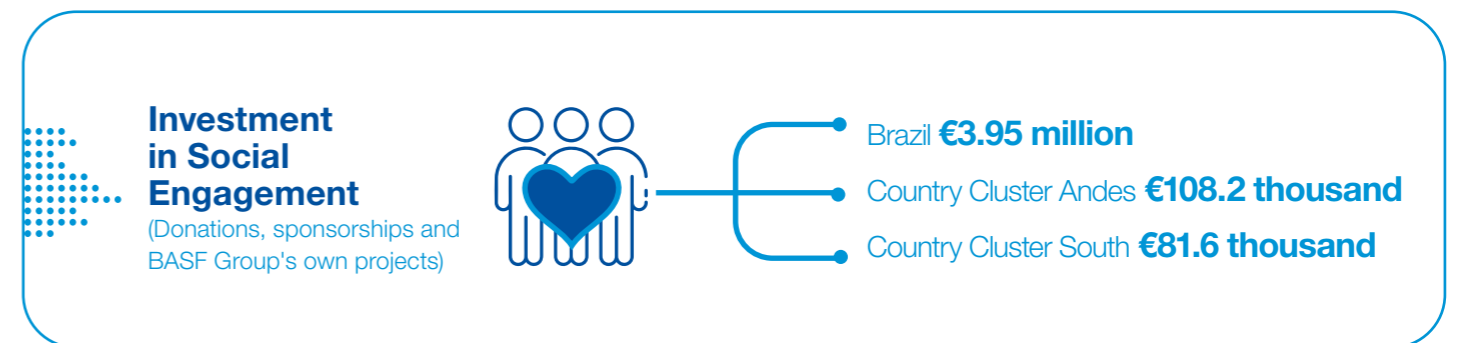 Investment
in Social
Engagement
(Donations, sponsorships and
BASF Group's own projects)
Brazil €3.95 million
Country Cluster Andes €108.2 thousand
Country Cluster South €81.6 thousand